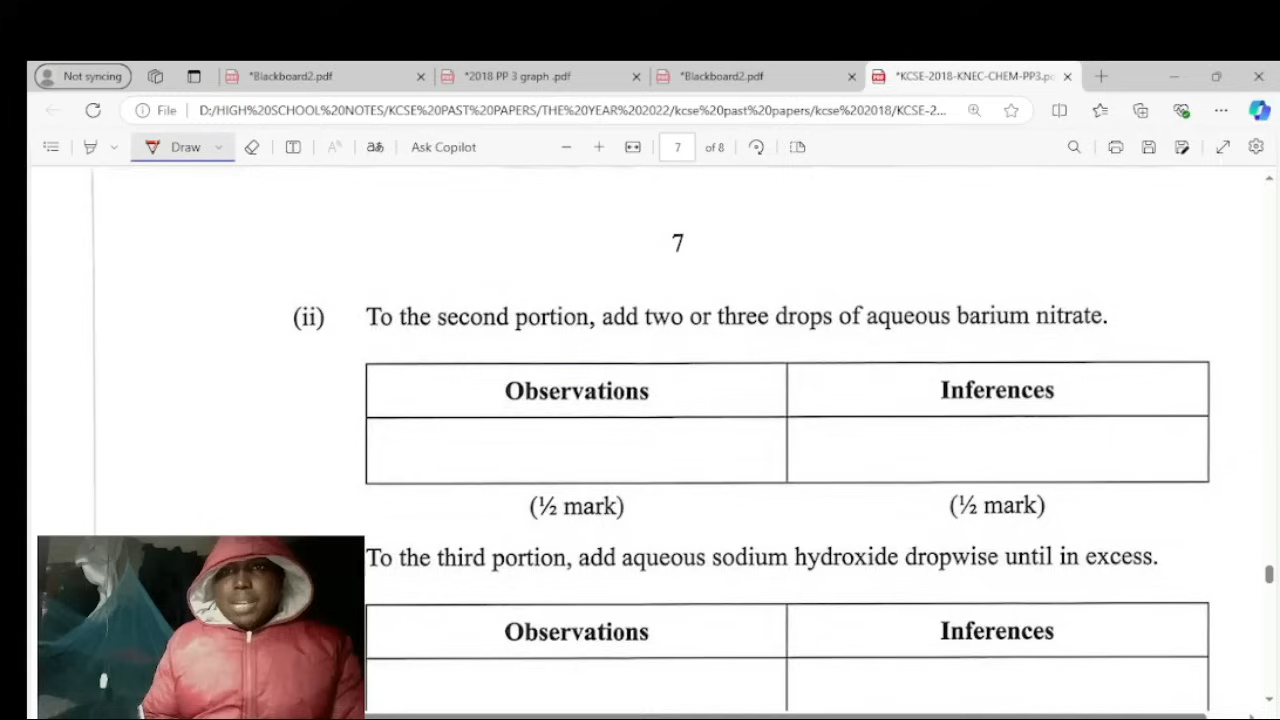 Not syncing
*Blackboard2.pdf
*2018 PP 3 graph .pdf
*Blackboard2.pdf
*KCSE-2018-KNEC-CHEM-PP3.p
File
D:/HIGH%20SCHOOL%20NOTES/KCSE%20PAST%20PAPERS/THE%20YEAR%202022/kcse%20past%20papers/kcse%202018/KCSE-2...
Draw
Ask Copilot
7 of 8
7
(ii) To the second portion, add two or three drops of aqueous barium nitrate.
Observations Inferences
(½ mark) (½ mark)
To the third portion, add aqueous sodium hydroxide dropwise until in excess.
Observations Inferences